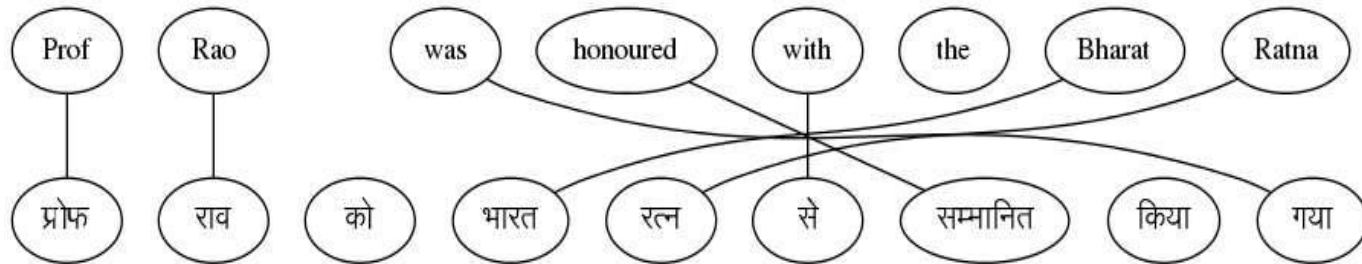 Prof Rao was honoured with the Bharat Ratna
प्रोफ राव को भारत रत्न से सम्मानित किया गया